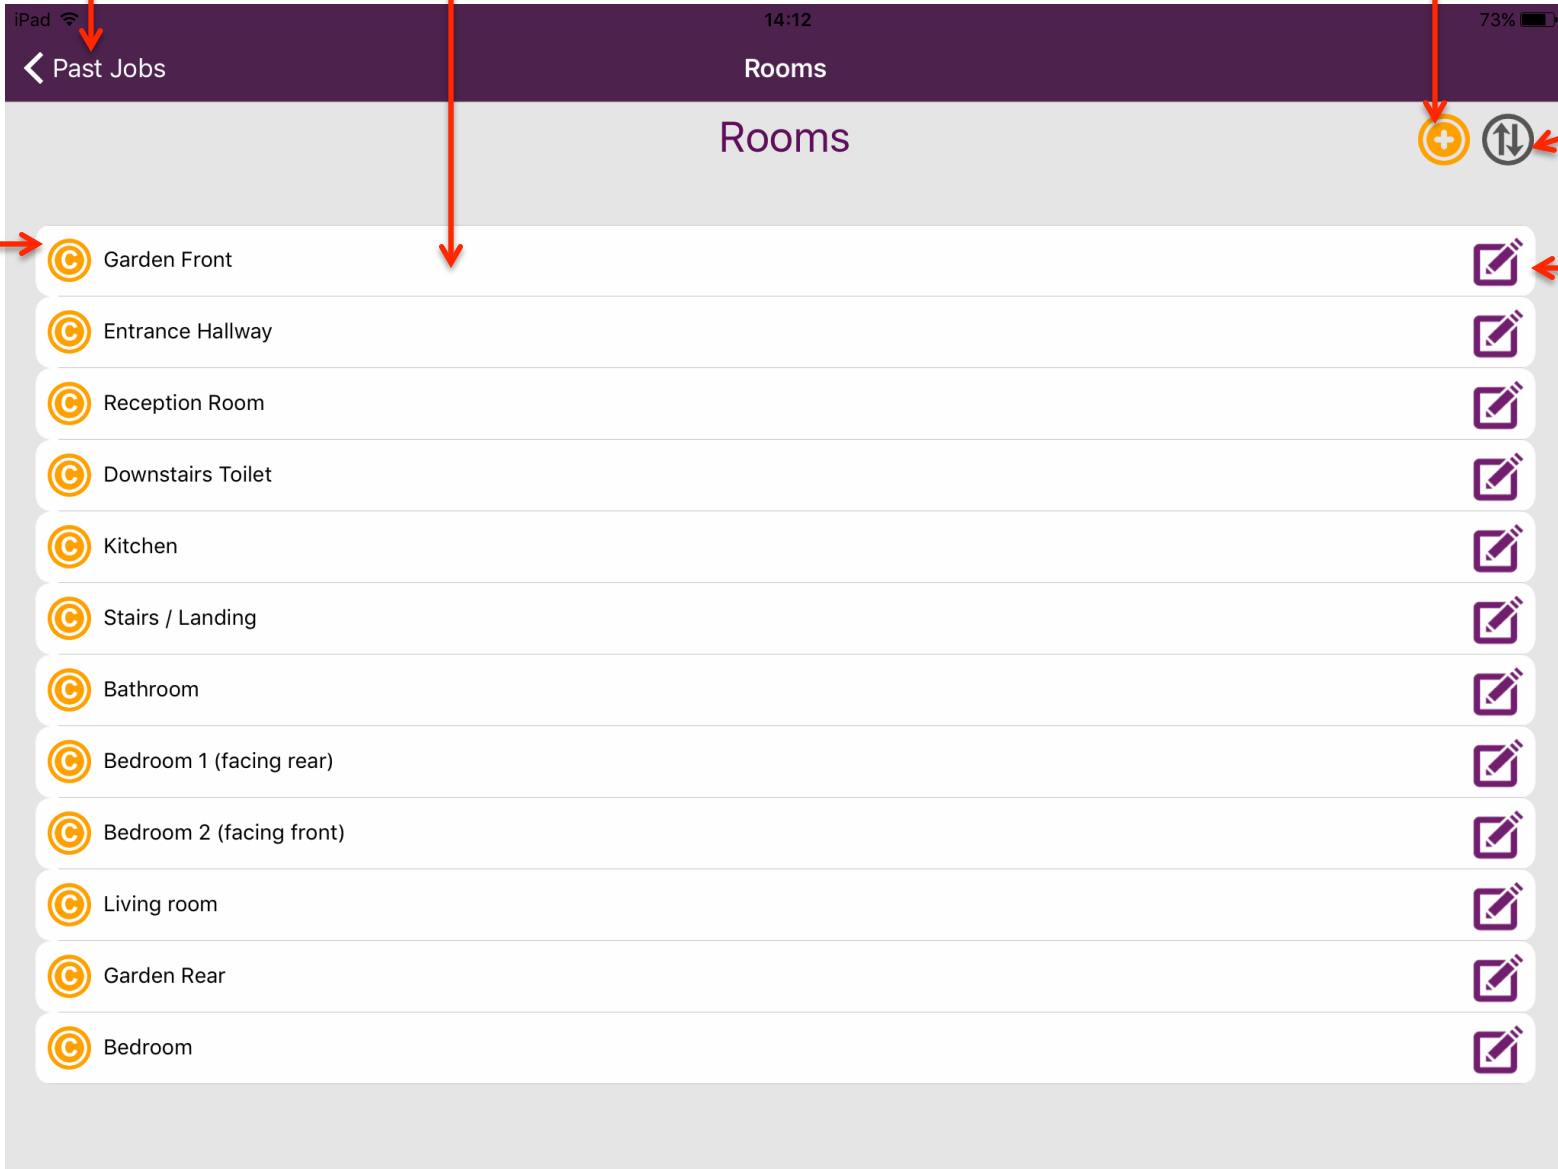 iPad 14:12 73%
Past Jobs Rooms
Rooms
C Garden Front
C Entrance Hallway
C Reception Room
C Downstairs Toilet
C Kitchen
C Stairs / Landing
C Bathroom
C Bedroom 1 (facing rear)
C Bedroom 2 (facing front)
C Living room
C Garden Rear
C Bedroom